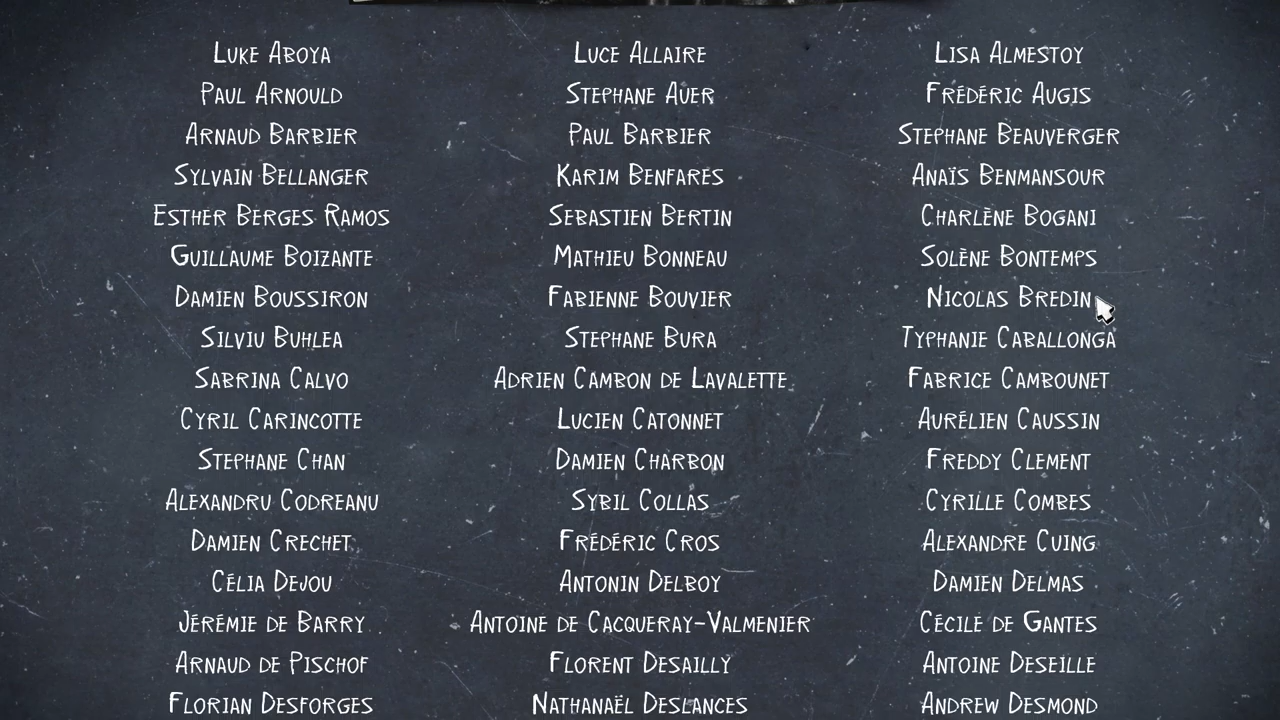 Luke Aboya Luce Allaire Lisa Almestoy
Paul Arnould Stephane Auer Frédéric Augis
Arnaud Barbier Paul Barbier Stephane Beauverger
Sylvain Bellanger Karim Benfares Anaïs Benmansour
Esther Berges Ramos Sebastien Bertin Charlène Bogani
Guillaume Boizante Mathieu Bonneau Solène Bontemps
Damien Boussiron Fabienne Bouvier Nicolas Bredin
Silviu Buhlea Stephane Bura Typhanie Caballonga
Sabrina Calvo Adrien Cambon de Lavalette Fabrice Cambounet
Cyril Carincotte Lucien Catonnet Aurélien Caussin
Stephane Chan Damien Charbon Freddy Clement
Alexandru Codreanu Sybil Collas Cyrille Combes
Damien Crechet Frédéric Cros Alexandre Cuing
Célia Dejou Antonin Delboy Damien Delmas
Jérémie de Barry Antoine de Cacqueray-Valmenier Cécile de Gantes
Arnaud de Pischof Florent Desailly Antoine Deseille
Florian Desforges Nathanaël Deslances Andrew Desmond